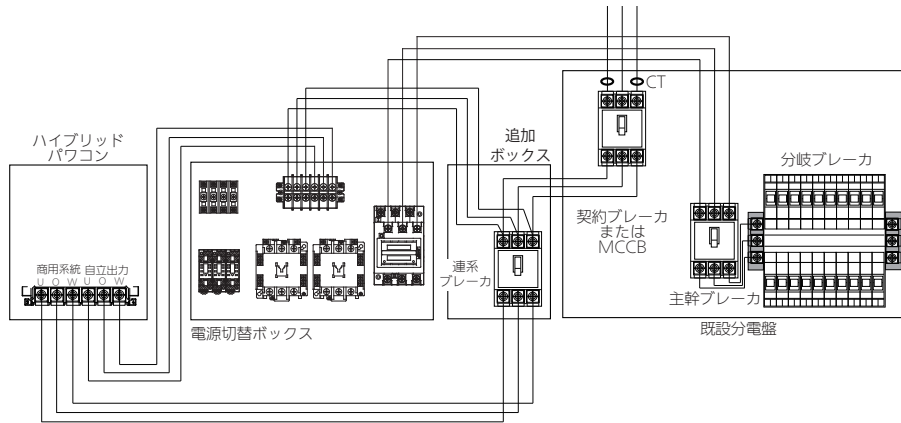 ハイブリッド
パワコン
商用系統 自立出力
U O W U O W
電源切替ボックス
追加
ボックス
連系
ブレーカ
CT
契約ブレーカ
または
MCCB
分岐ブレーカ
主幹ブレーカ
既設分電盤